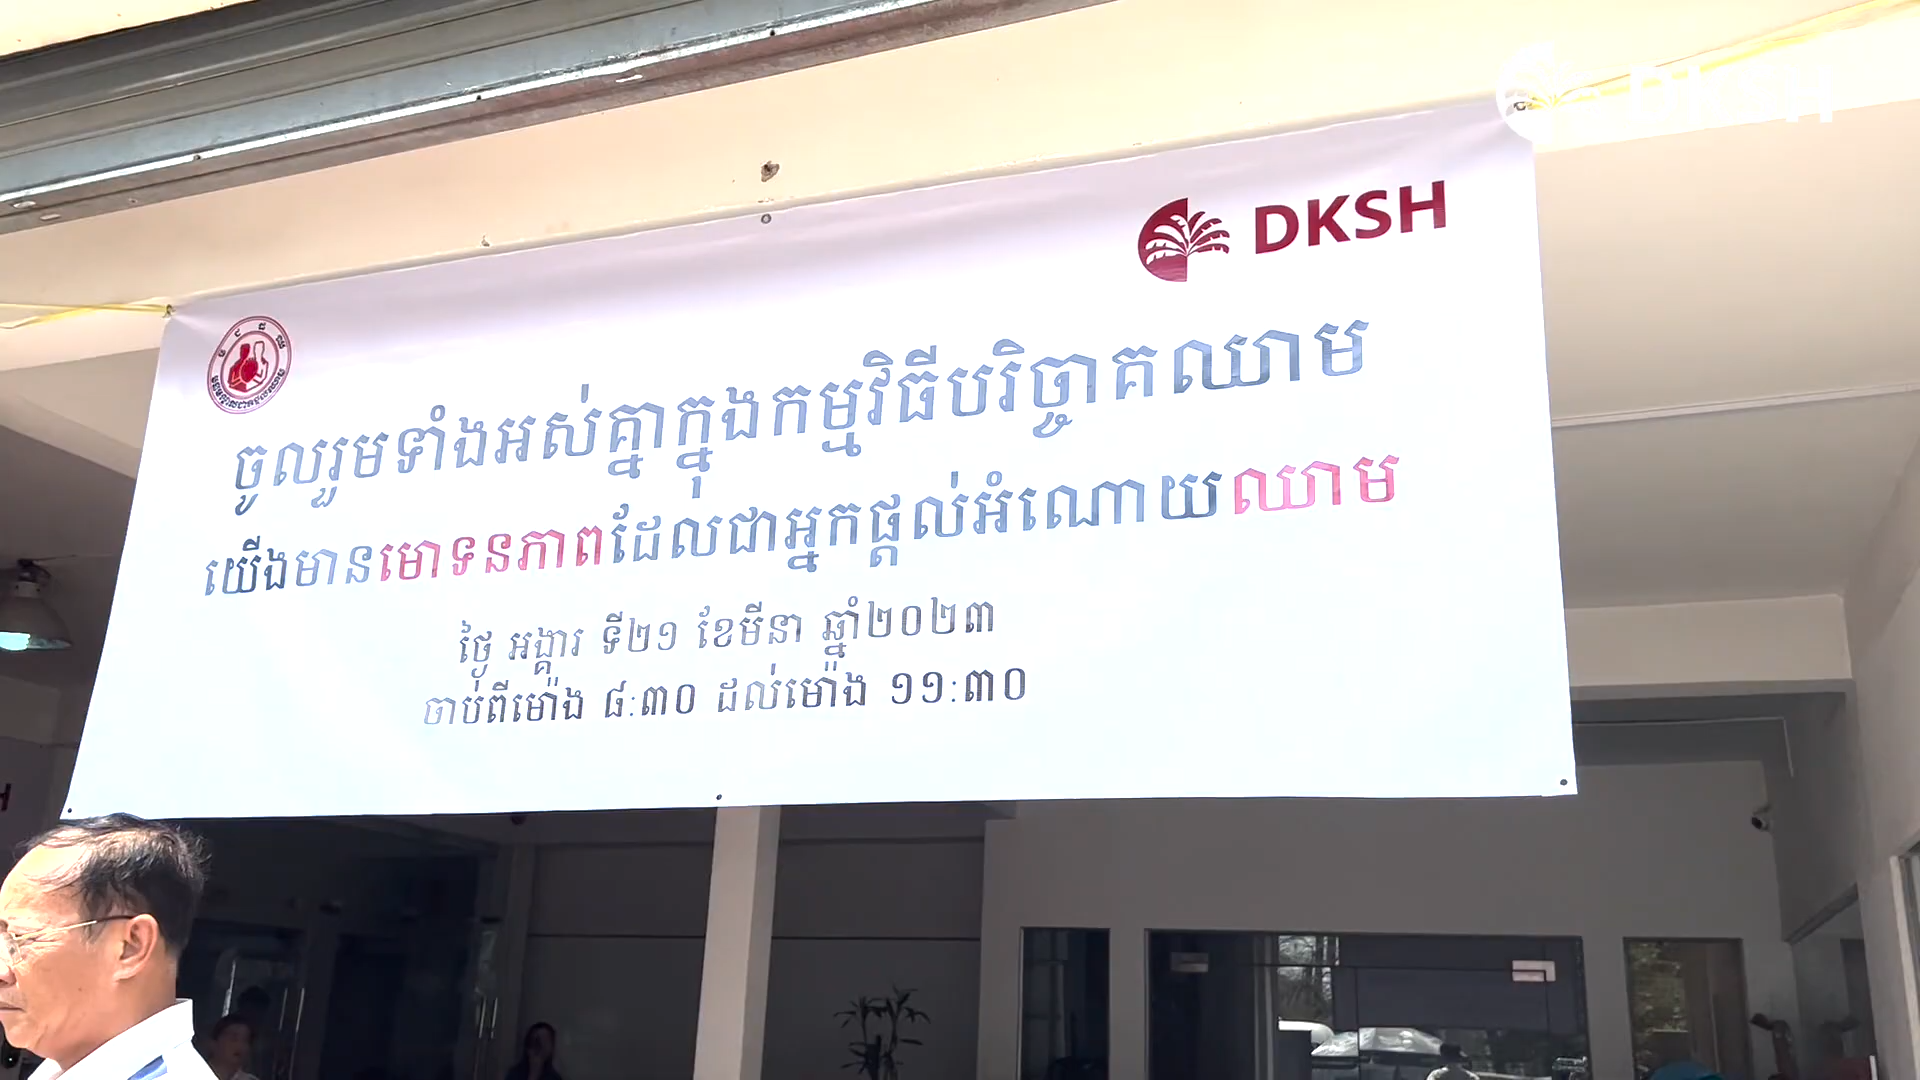 DKSH
DKSH
ចូលរួមទាំងអស់គ្នាក្នុងកម្មវិធីបរិច្ចាគឈាម
យើងមានមោទនភាពដែលជាអ្នកផ្តល់អំណោយឈាម
ថ្ងៃ អង្គារ ទី២១ ខែមីនា ឆ្នាំ២០២៣
ចាប់ពីម៉ោង ៨:៣០ ដល់ម៉ោង ១១:៣០